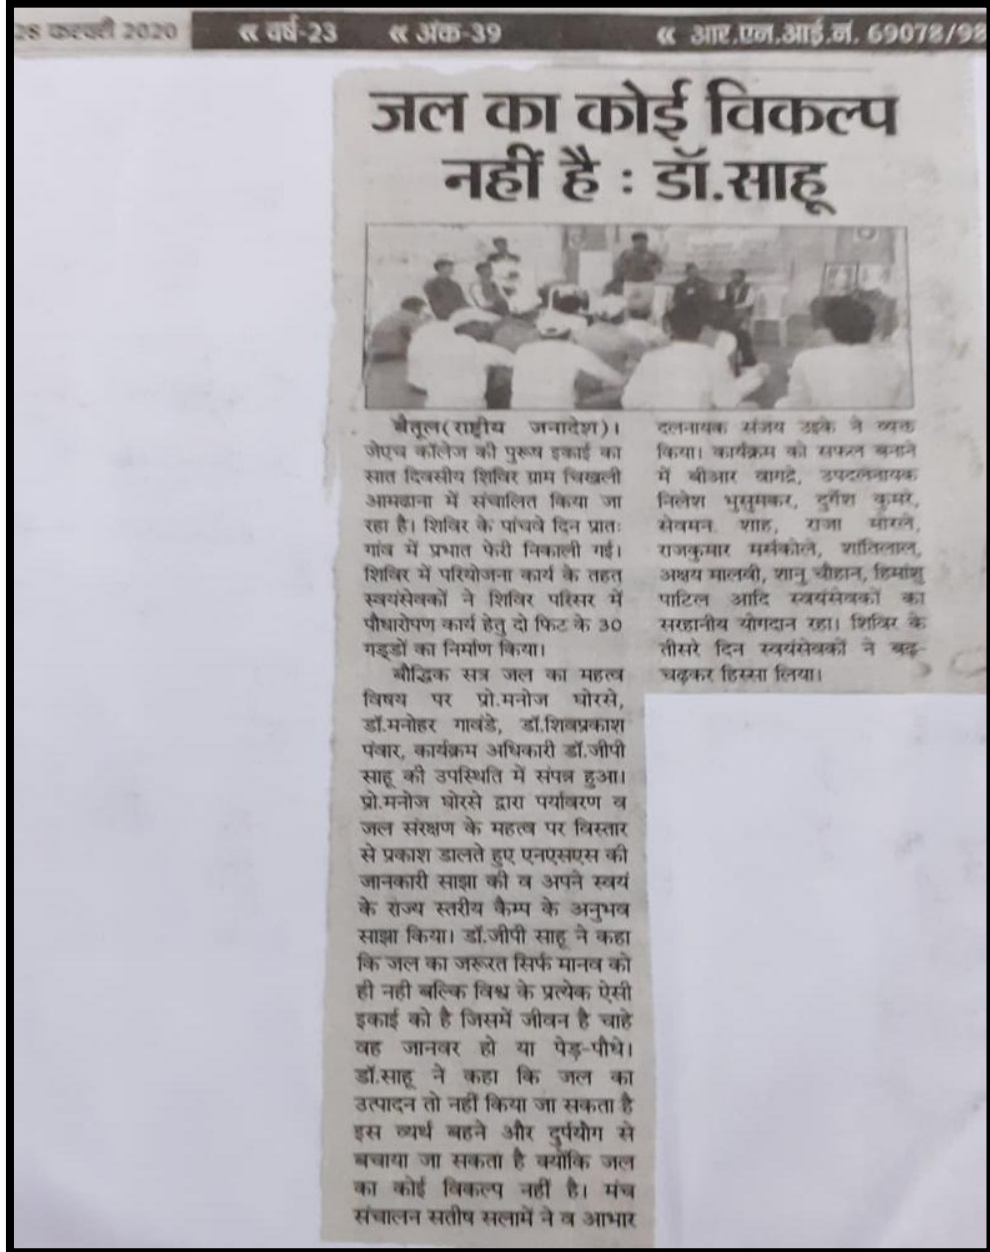 28 फरवरी 2020 « वर्ष-23 « अंक-39 « आर.एन.आई.नं. 69078/98
जल का कोई विकल्प
नहीं है : डॉ.साहू
बैतूल(राष्ट्रीय जनादेश)।
जेएच कॉलेज की पुरूष इकाई का
सात दिवसीय शिविर ग्राम चिखली
आमढाना में संचालित किया जा
रहा है। शिविर के पांचवे दिन प्रातः
गांव में प्रभात फेरी निकाली गई।
शिविर में परियोजना कार्य के तहत
स्वयंसेवकों ने शिविर परिसर में
पौधारोपण कार्य हेतु दो फिट के 30
गड्डों का निर्माण किया।
बौद्धिक सत्र जल का महत्व
विषय पर प्रो.मनोज घोरसे,
डॉ.मनोहर गावंडे, डॉ.शिवप्रकाश
पंवार, कार्यक्रम अधिकारी डॉ.जीपी
साहू की उपस्थिति में संपन्न हुआ।
प्रो.मनोज घोरसे द्वारा पर्यावरण व
जल संरक्षण के महत्व पर विस्तार
से प्रकाश डालते हुए एनएसएस की
जानकारी साझा की व अपने स्वयं
के राज्य स्तरीय कैम्प के अनुभव
साझा किया। डॉ.जीपी साहू ने कहा
कि जल का जरूरत सिर्फ मानव को
ही नही बल्कि विश्व के प्रत्येक ऐसी
इकाई को है जिसमें जीवन है चाहे
वह जानवर हो या पेड़-पौधे।
डॉ.साहू ने कहा कि जल का
उत्पादन तो नहीं किया जा सकता है
इस व्यर्थ बहने और दुर्पयोग से
बचाया जा सकता है क्योंकि जल
का कोई विकल्प नहीं है। मंच
संचालन सतीष सलामें ने व आभार
दलनायक संजय उइके ने व्यक्त
किया। कार्यक्रम को सफल बनाने
में बीआर वागद्रे, उपदलनायक
निलेश भुसुमकर, दुर्गेश कुमरे,
सेवमन शाह, राजा मोरले,
राजकुमार मर्सकोले, शांतिलाल,
अक्षय मालवी, शानु चौहान, हिमांशु
पाटिल आदि स्वयंसेवकों का
सरहानीय योगदान रहा। शिविर के
तीसरे दिन स्वयंसेवकों ने बढ़-
चढ़कर हिस्सा लिया।